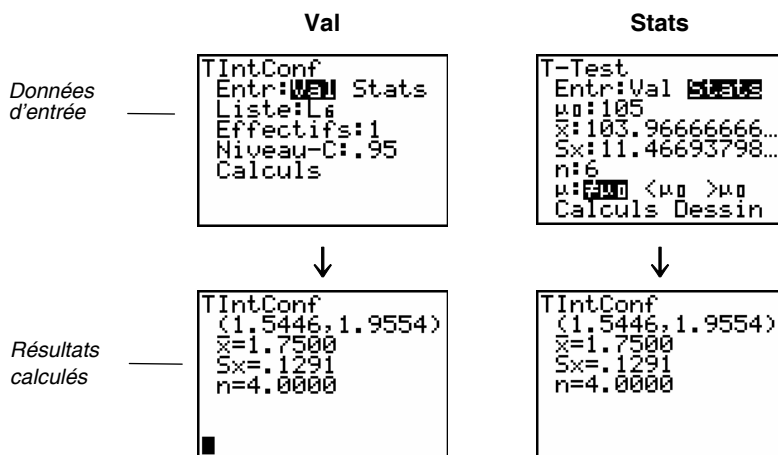 Val
Stats
Données
d'entrée
TIntConf
Entr:Val Stats
Liste:L6
Effectifs:1
Niveau-C:.95
Calculs
T-Test
Entr:Val Stats
μ0:105
x̄:103.96666666…
Sx:11.46693798…
n:6
μ:≠μ0 <μ0 >μ0
Calculs Dessin
↓
↓
Résultats
calculés
TIntConf
(1.5446,1.9554)
x̄=1.7500
Sx=.1291
n=4.0000
TIntConf
(1.5446,1.9554)
x̄=1.7500
Sx=.1291
n=4.0000